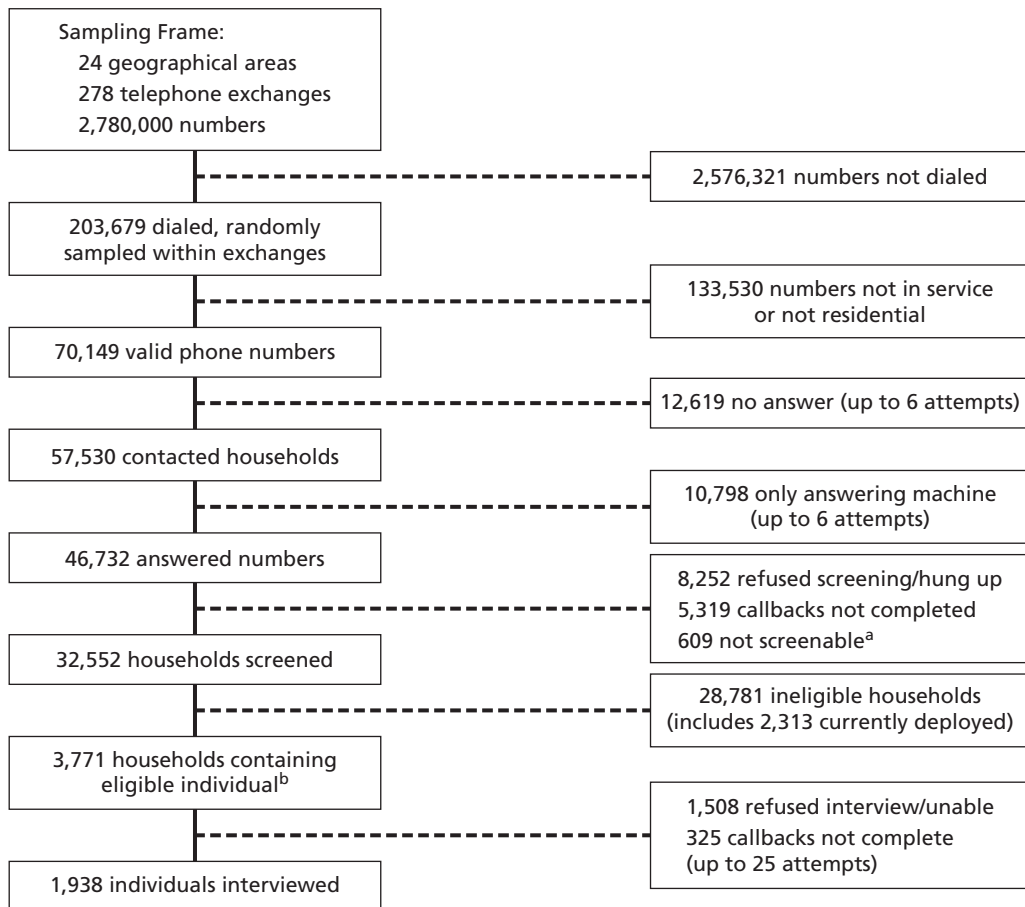 Sampling Frame:
24 geographical areas
278 telephone exchanges
2,780,000 numbers
2,576,321 numbers not dialed
203,679 dialed, randomly
sampled within exchanges
133,530 numbers not in service
or not residential
70,149 valid phone numbers
12,619 no answer (up to 6 attempts)
57,530 contacted households
10,798 only answering machine
(up to 6 attempts)
46,732 answered numbers
8,252 refused screening/hung up
5,319 callbacks not completed
609 not screenableᵃ
32,552 households screened
28,781 ineligible households
(includes 2,313 currently deployed)
3,771 households containing
eligible individualᵇ
1,508 refused interview/unable
325 callbacks not complete
(up to 25 attempts)
1,938 individuals interviewed